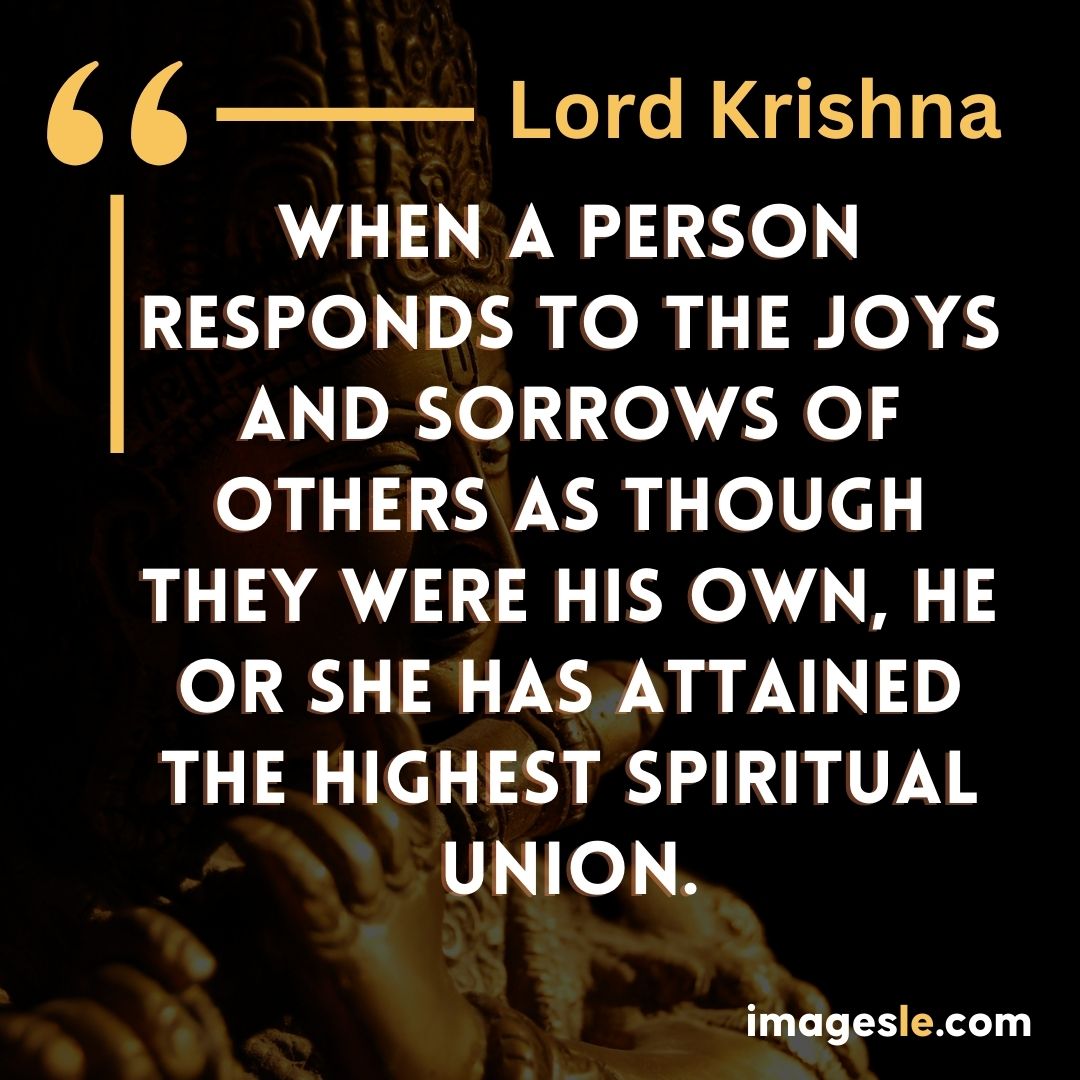 “
Lord Krishna
WHEN A PERSON
RESPONDS TO THE JOYS
AND SORROWS OF
OTHERS AS THOUGH
THEY WERE HIS OWN, HE
OR SHE HAS ATTAINED
THE HIGHEST SPIRITUAL
UNION.
imagesle.com